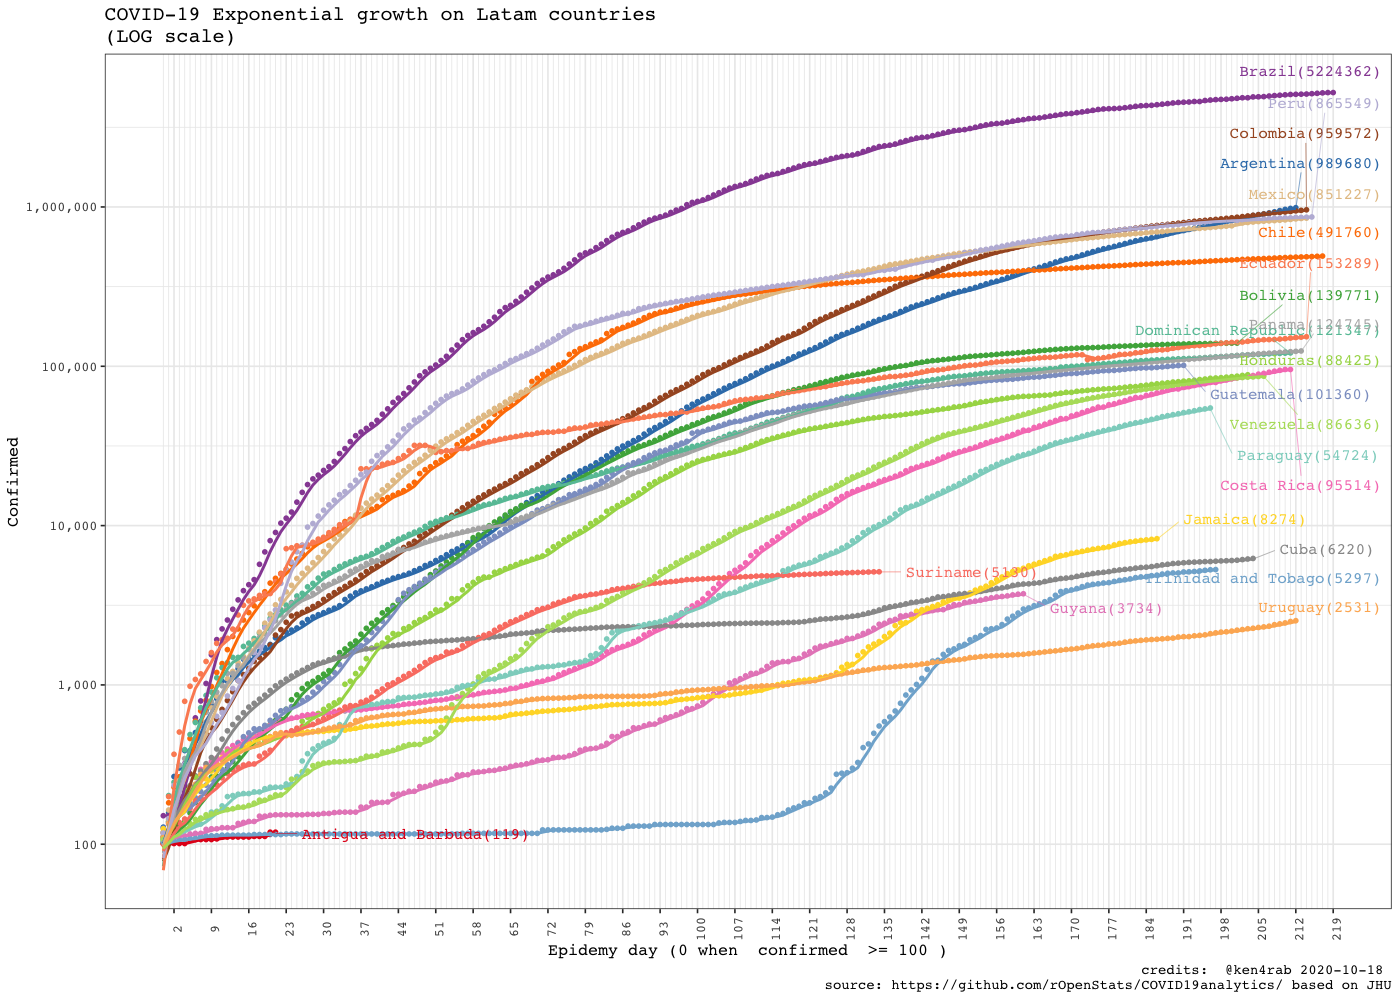 COVID-19 Exponential growth on Latam countries
(LOG scale)
Brazil(5224362)
Peru(865549)
Colombia(959572)
Argentina(989680)
Mexico(851227)
Chile(491760)
Ecuador(153289)
Bolivia(139771)
Panama(124745)
Dominican Republic(121347)
Honduras(88425)
Guatemala(101360)
Venezuela(86636)
Paraguay(54724)
Costa Rica(95514)
Jamaica(8274)
Cuba(6220)
Suriname(5130)
Trinidad and Tobago(5297)
Guyana(3734)
Uruguay(2531)
Antigua and Barbuda(119)
Confirmed
1,000,000
100,000
10,000
1,000
100
2 9 16 23 30 37 44 51 58 65 72 79 86 93 100 107 114 121 128 135 142 149 156 163 170 177 184 191 198 205 212 219
Epidemy day (0 when  confirmed  >= 100 )
credits:  @ken4rab 2020-10-18
source: https://github.com/rOpenStats/COVID19analytics/ based on JHU